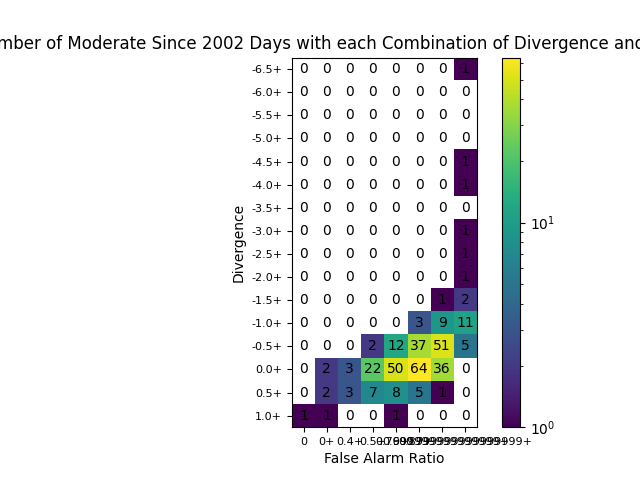 mber of Moderate Since 2002 Days with each Combination of Divergence and
-6.5+ 0 0 0 0 0 0 0 1
-6.0+ 0 0 0 0 0 0 0 0
-5.5+ 0 0 0 0 0 0 0 0
-5.0+ 0 0 0 0 0 0 0 0
-4.5+ 0 0 0 0 0 0 0 1
-4.0+ 0 0 0 0 0 0 0 1
-3.5+ 0 0 0 0 0 0 0 0
-3.0+ 0 0 0 0 0 0 0 1
-2.5+ 0 0 0 0 0 0 0 1
-2.0+ 0 0 0 0 0 0 0 1
-1.5+ 0 0 0 0 0 0 1 2
-1.0+ 0 0 0 0 0 3 9 11
-0.5+ 0 0 0 2 12 37 51 5
0.0+ 0 2 3 22 50 64 36 0
0.5+ 0 2 3 7 8 5 1 0
1.0+ 1 1 0 0 1 0 0 0
0 0+ 0.4+
False Alarm Ratio
Divergence
10¹
10⁰